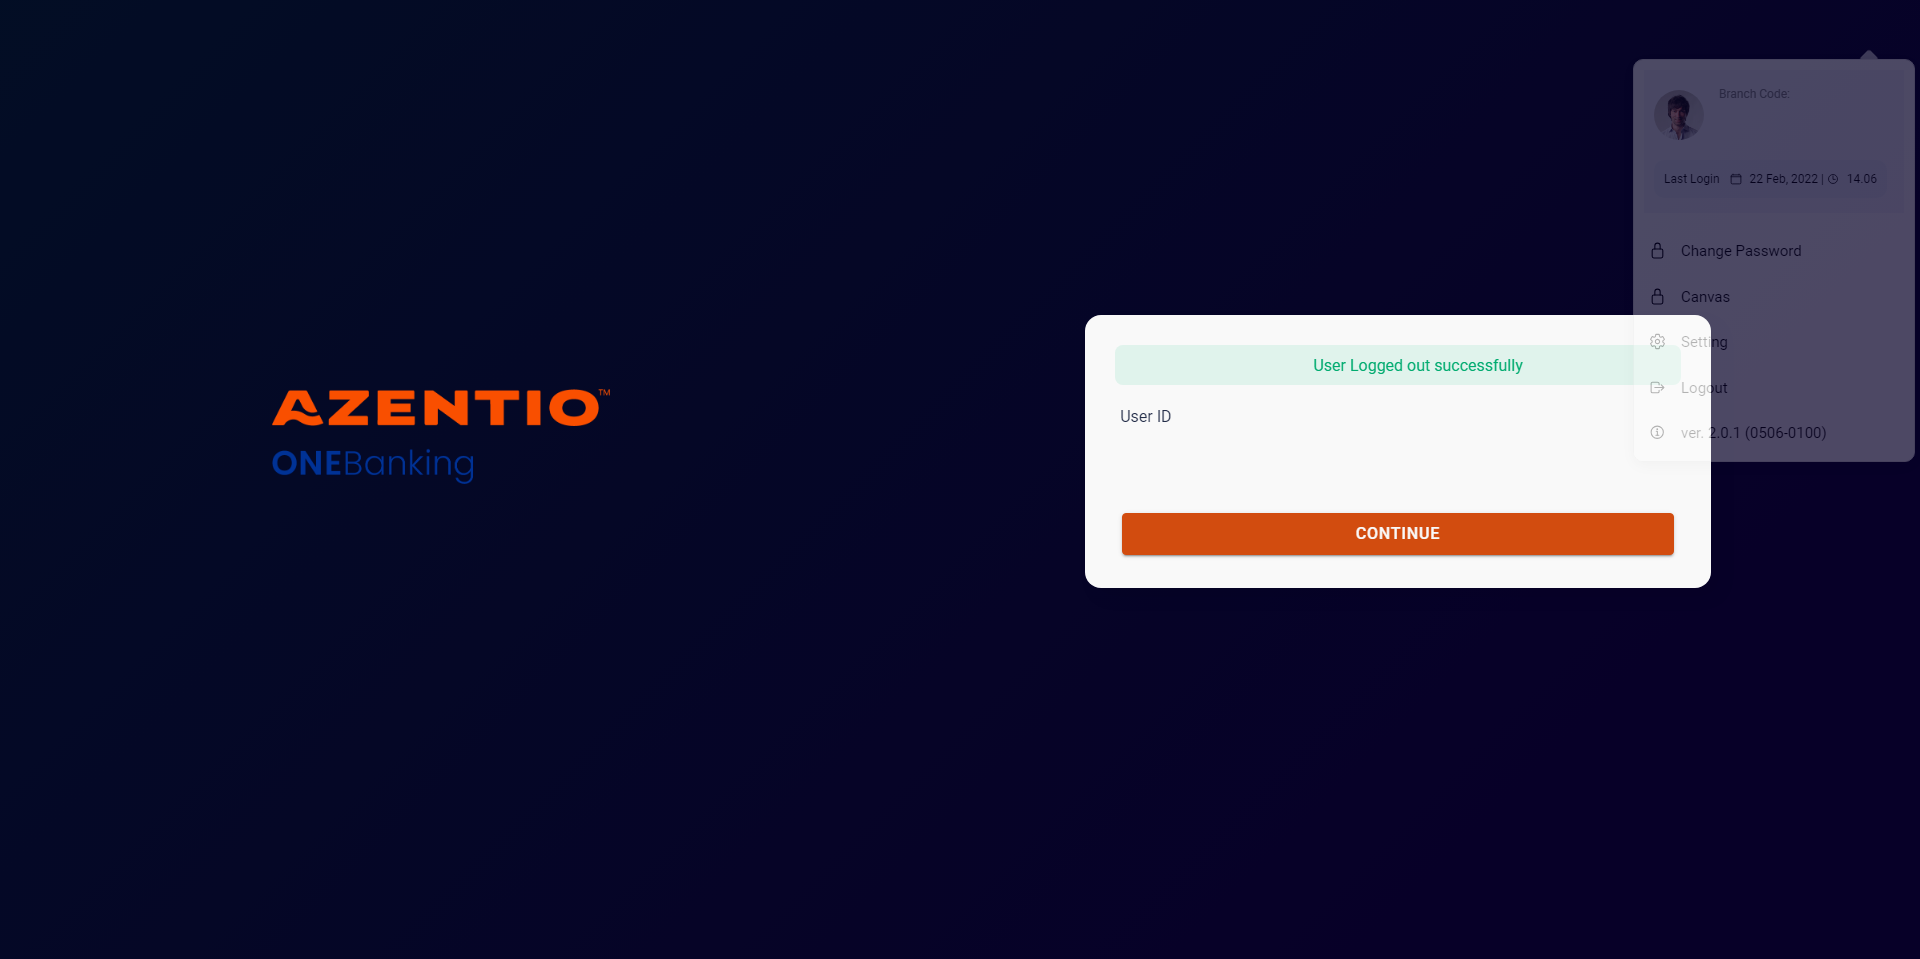 AZENTIO™
ONEBanking
Branch Code:
Last Login 22 Feb, 2022 | 14.06
Change Password
Canvas
Setting
Logout
ver. 2.0.1 (0506-0100)
User Logged out successfully
User ID
CONTINUE